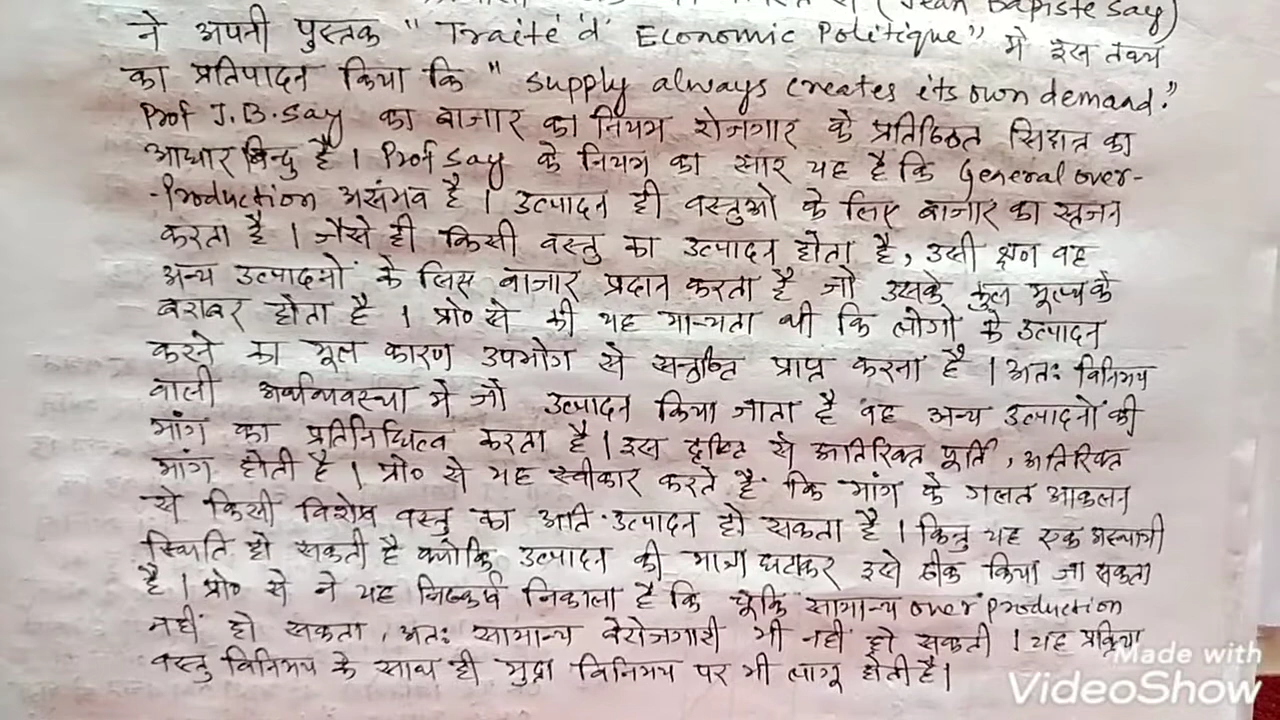 (Jean Bapiste Say)
ने अपनी पुस्तक " Traité d' Economic Politique" में इस तथ्य
का प्रतिपादन किया कि " supply always creates its own demand."
Prof J.B. Say का बाजार का नियम रोजगार के प्रतिष्ठित सिद्धान्त का
आधार बिन्दु है । Prof Say के नियम का सार यह है कि General over-
-Production असंभव है । उत्पादन ही वस्तुओं के लिए बाजार का सृजन
करता है । जैसे ही किसी वस्तु का उत्पादन होता है, उसी क्षण वह
अन्य उत्पादनों के लिए बाजार प्रदान करता है जो उसके कुल मूल्य के
बराबर होता है । प्रो० से की यह मान्यता थी कि लोगों के उत्पादन
करने का मूल कारण उपभोग से सन्तुष्टि प्राप्त करना है । अतः विनिमय
वाली अर्थव्यवस्था में जो उत्पादन किया जाता है वह अन्य उत्पादनों की
मांग का प्रतिनिधित्व करता है । इस दृष्टि से अतिरिक्त पूर्ति, अतिरिक्त
मांग होती है । प्रो० से यह स्वीकार करते हैं कि मांग के गलत आकलन
से किसी विशेष वस्तु का अति-उत्पादन हो सकता है । किन्तु यह एक अस्थायी
स्थिति हो सकती है क्योंकि उत्पादन की मात्रा घटाकर इसे ठीक किया जा सकता
है । प्रो० से ने यह निष्कर्ष निकाला है कि चूंकि सामान्य over production
नहीं हो सकता, अतः सामान्य बेरोजगारी भी नहीं हो सकती । यह प्रक्रिया
वस्तु विनिमय के साथ ही मुद्रा विनिमय पर भी लागू होती है।
Made with
VideoShow